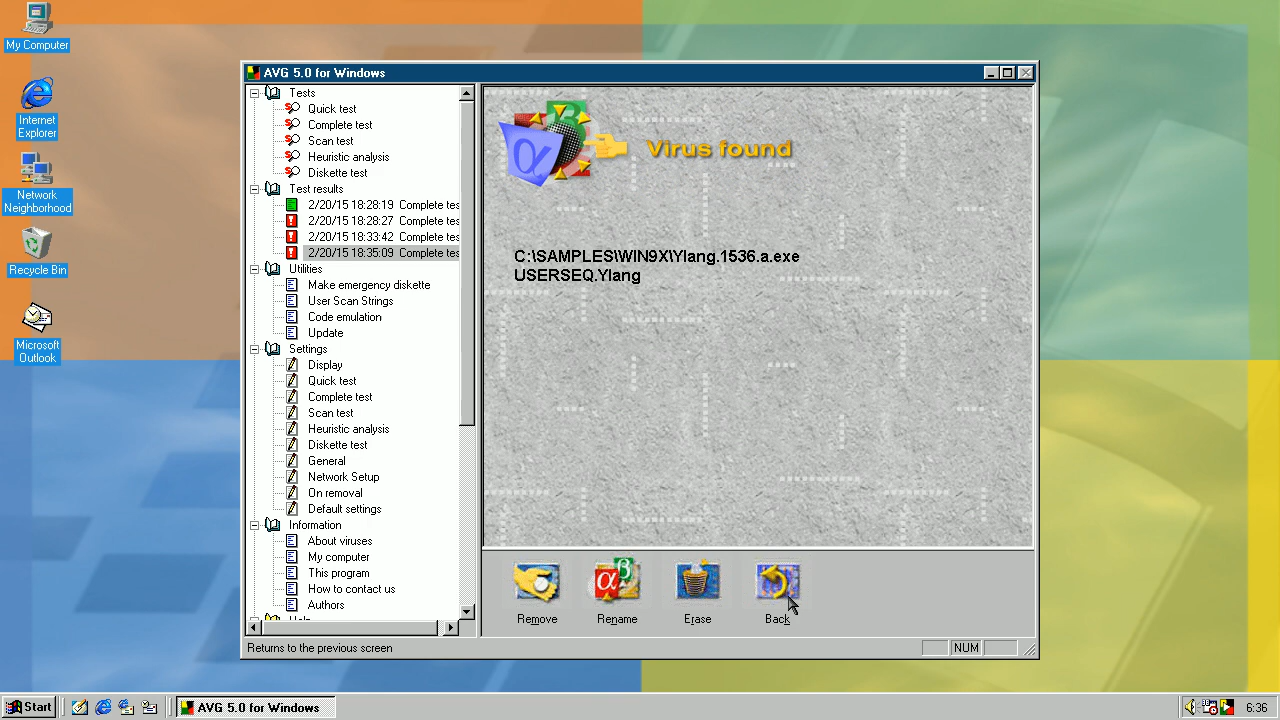 My Computer
Internet
Explorer
Network
Neighborhood
Recycle Bin
Microsoft
Outlook
AVG 5.0 for Windows
Tests
Quick test
Complete test
Scan test
Heuristic analysis
Diskette test
Test results
2/20/15 18:28:19 Complete tes
2/20/15 18:28:27 Complete tes
2/20/15 18:33:42 Complete tes
2/20/15 18:35:09 Complete tes
Utilities
Make emergency diskette
User Scan Strings
Code emulation
Update
Settings
Display
Quick test
Complete test
Scan test
Heuristic analysis
Diskette test
General
Network Setup
On removal
Default settings
Information
About viruses
My computer
This program
How to contact us
Authors
Virus found
C:\SAMPLES\WIN9X\Ylang.1536.a.exe
USERSEQ.Ylang
Remove
Rename
Erase
Back
Returns to the previous screen
NUM
Start
AVG 5.0 for Windows
6:36